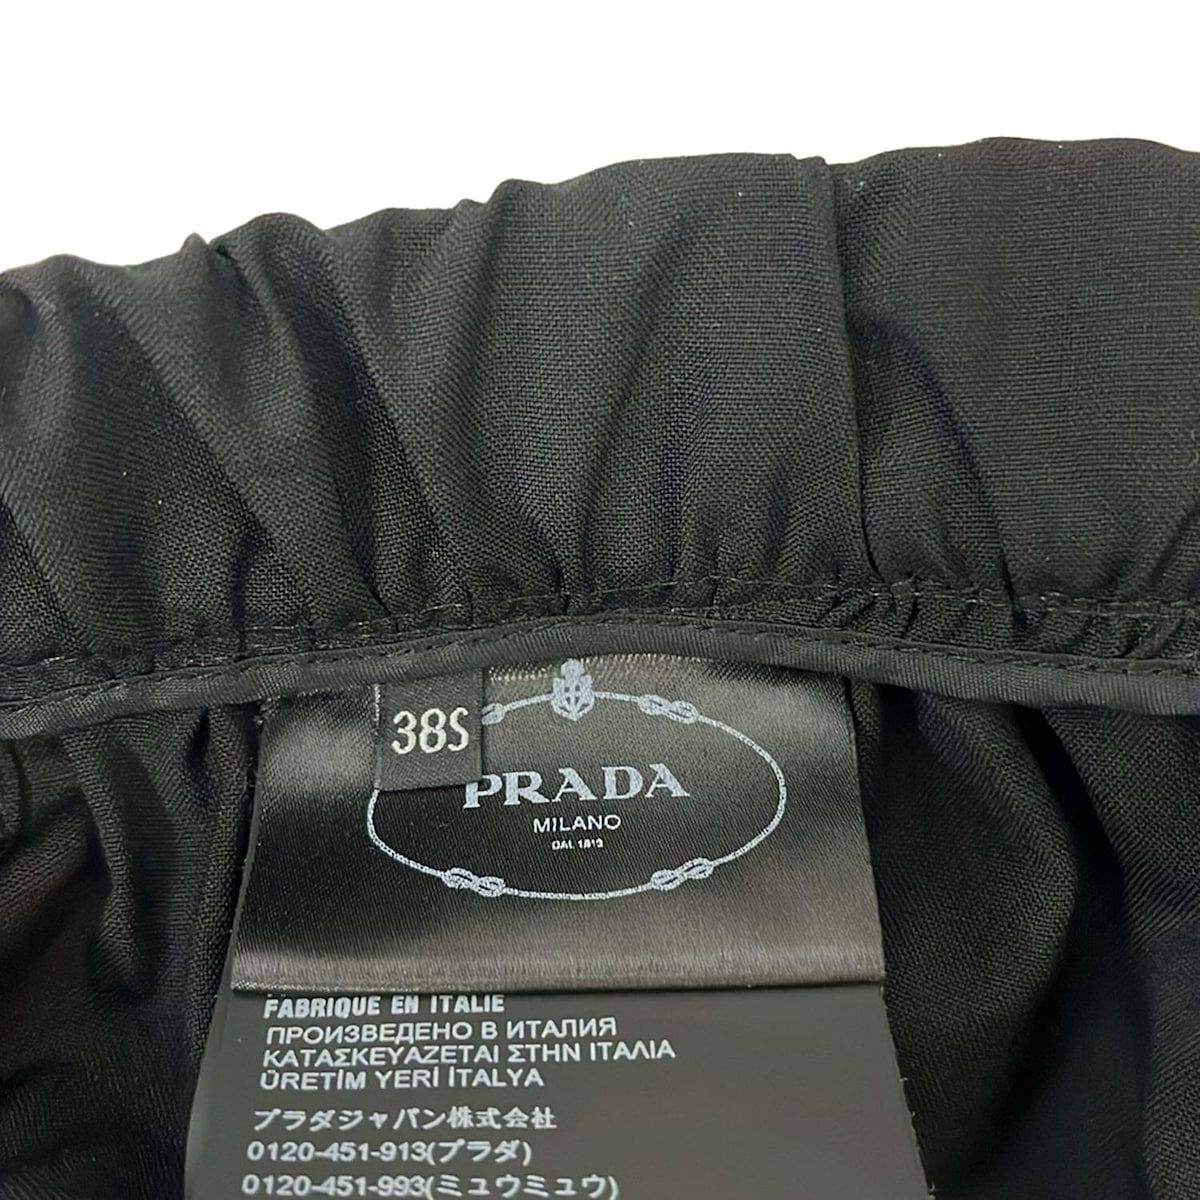 38S
PRADA
MILANO
DAL 1913
FABRIQUE EN ITALIE
ПРОИЗВЕДЕНО В ИТАЛИЯ
ΚΑΤΑΣΚΕΥΑΖΕΤΑΙ ΣΤΗΝ ΙΤΑΛΙΑ
ÜRETİM YERİ İTALYA
プラダジャパン株式会社
0120-451-913(プラダ)
0120-451-993(ミュウミュウ)